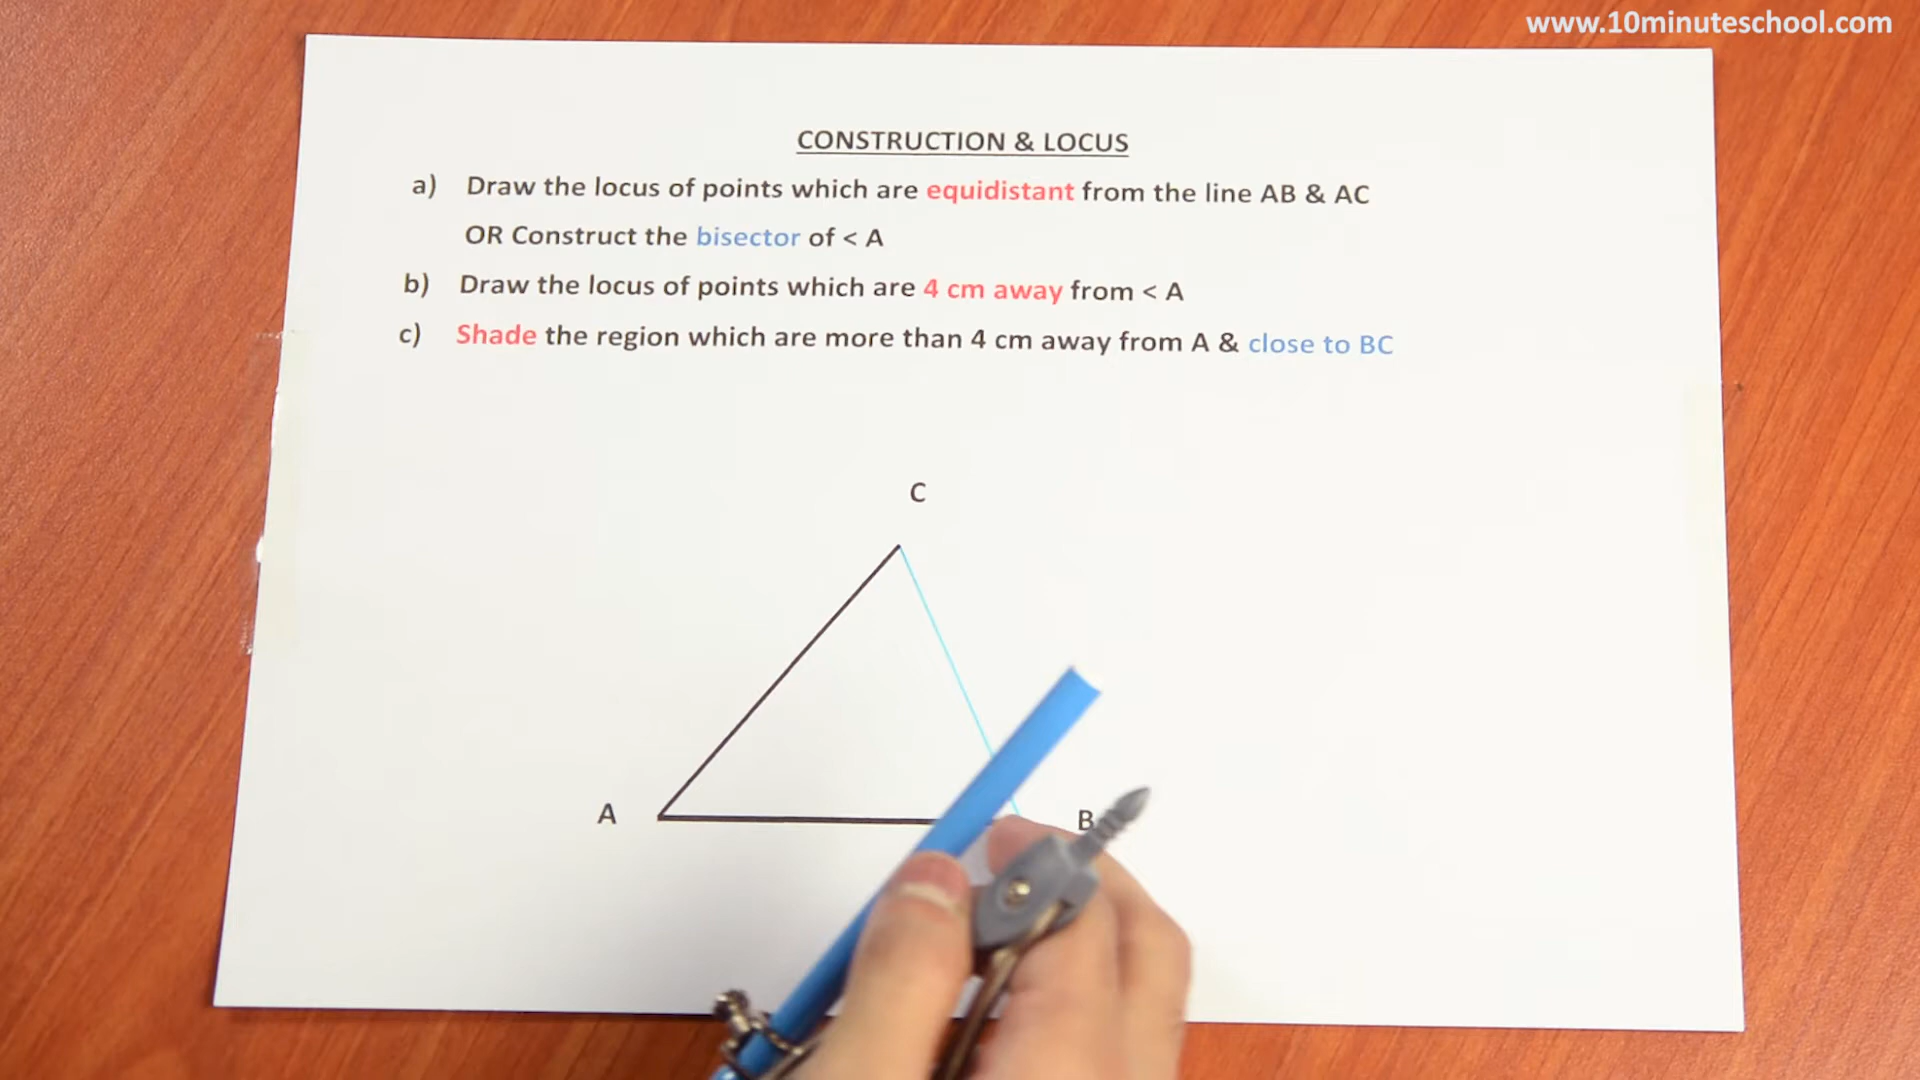 www.10minuteschool.com
CONSTRUCTION & LOCUS
a) Draw the locus of points which are equidistant from the line AB & AC
OR Construct the bisector of < A
b) Draw the locus of points which are 4 cm away from < A
c) Shade the region which are more than 4 cm away from A & close to BC
C
A
B